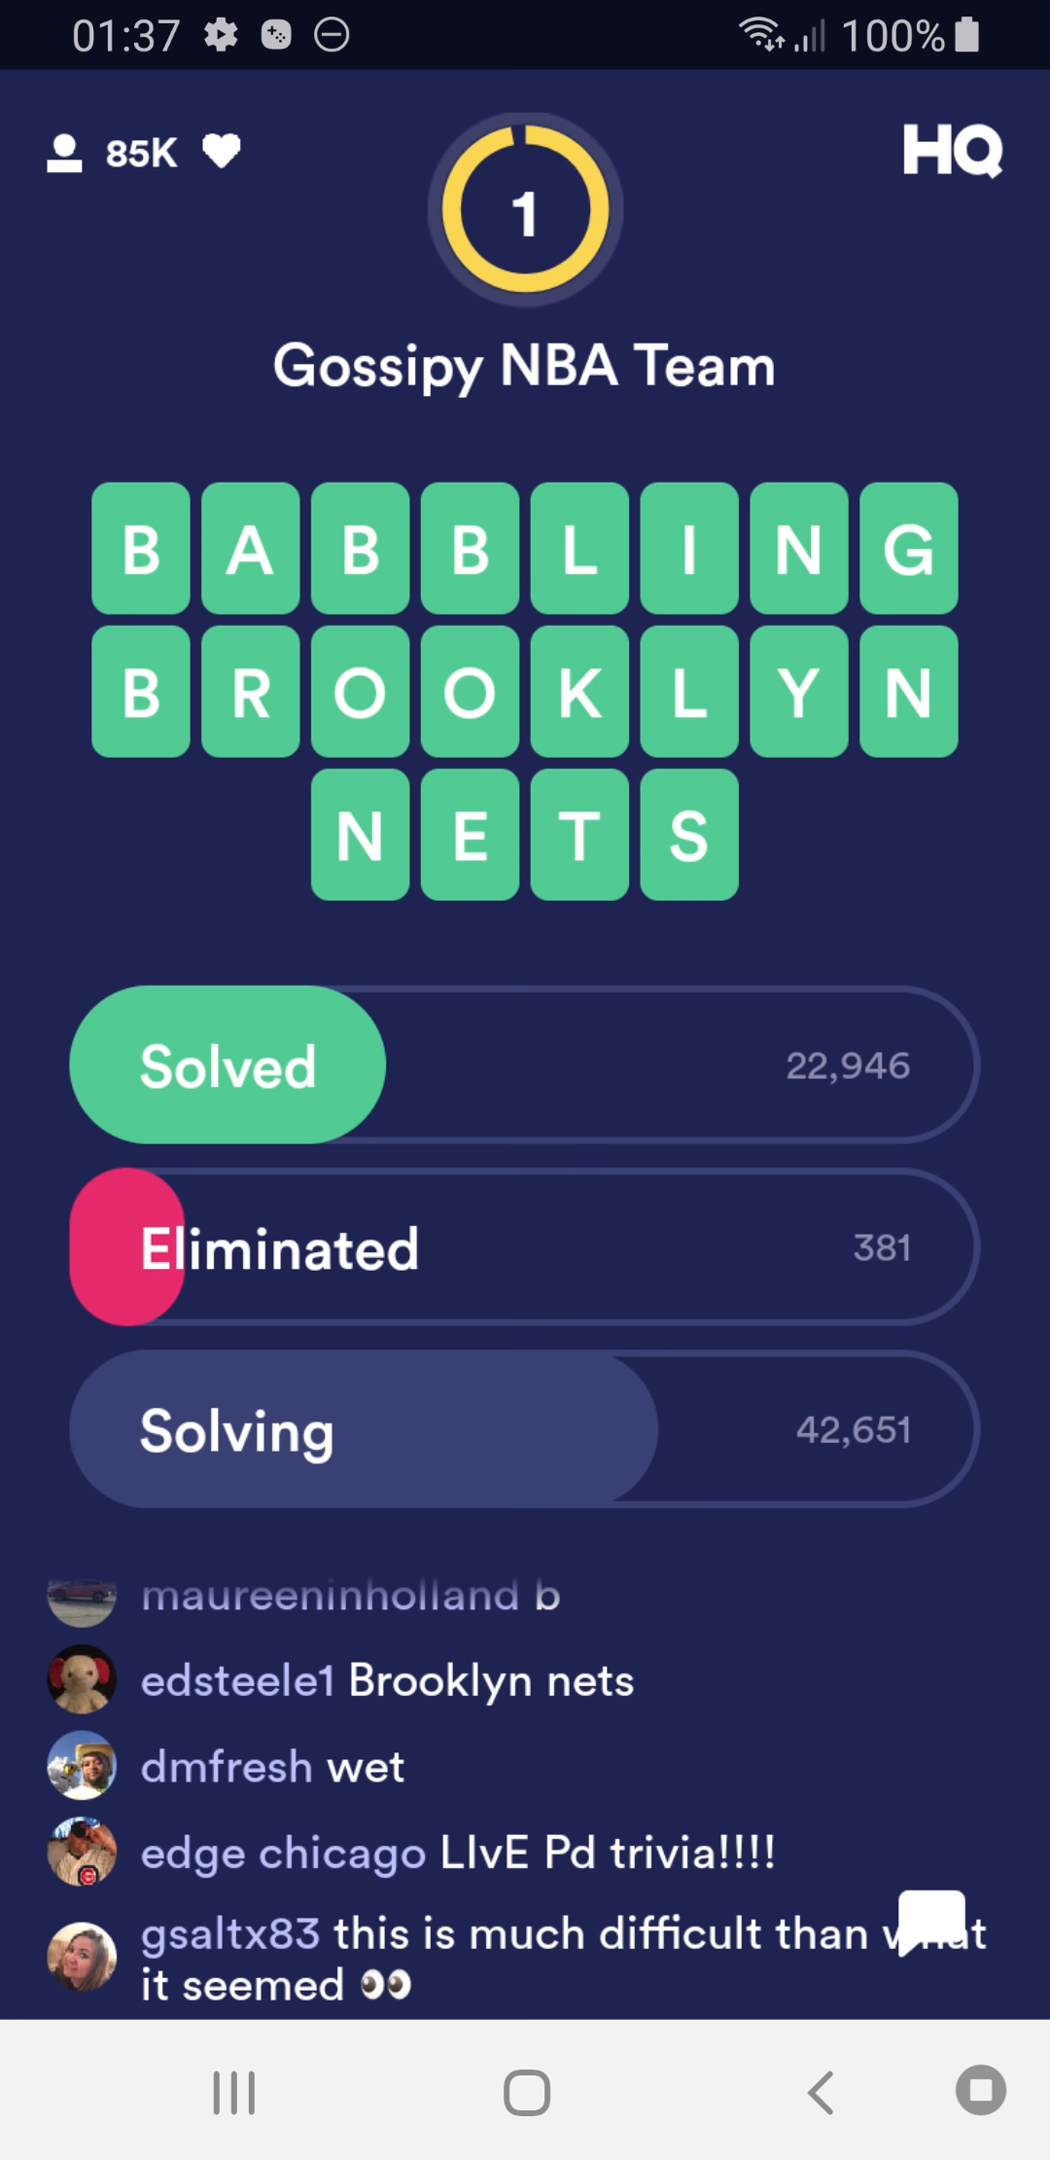 01:37 100%
85K
1
HQ
Gossipy NBA Team
BABBLING
BROOKLYN
NETS
Solved 22,946
Eliminated 381
Solving 42,651
maureeninholland b
edsteele1 Brooklyn nets
dmfresh wet
edge chicago LIvE Pd trivia!!!!
gsaltx83 this is much difficult than what
it seemed 👀